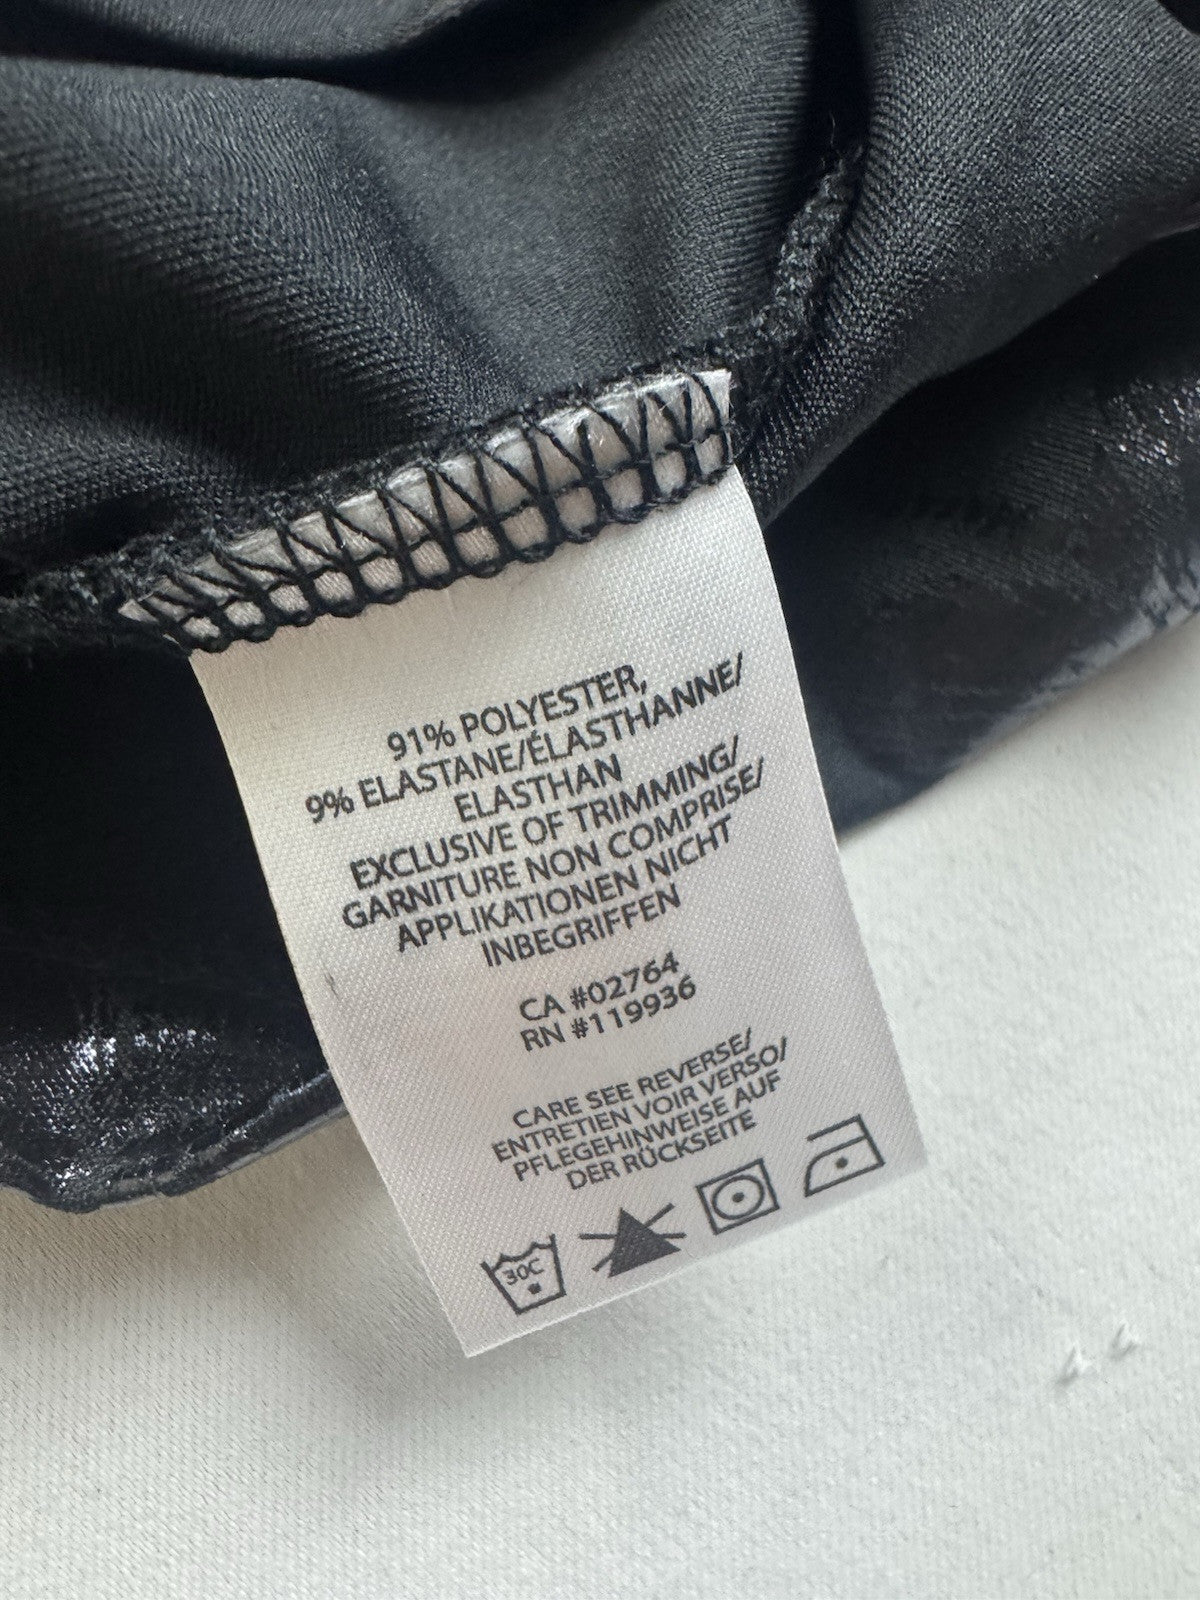 91% POLYESTER,
9% ELASTANE/ÉLASTHANNE/
ELASTHAN
EXCLUSIVE OF TRIMMING/
GARNITURE NON COMPRISE/
APPLIKATIONEN NICHT
INBEGRIFFEN
CA #02764
RN #119936
CARE SEE REVERSE/
ENTRETIEN VOIR VERSO/
PFLEGEHINWEISE AUF
DER RÜCKSEITE
30C